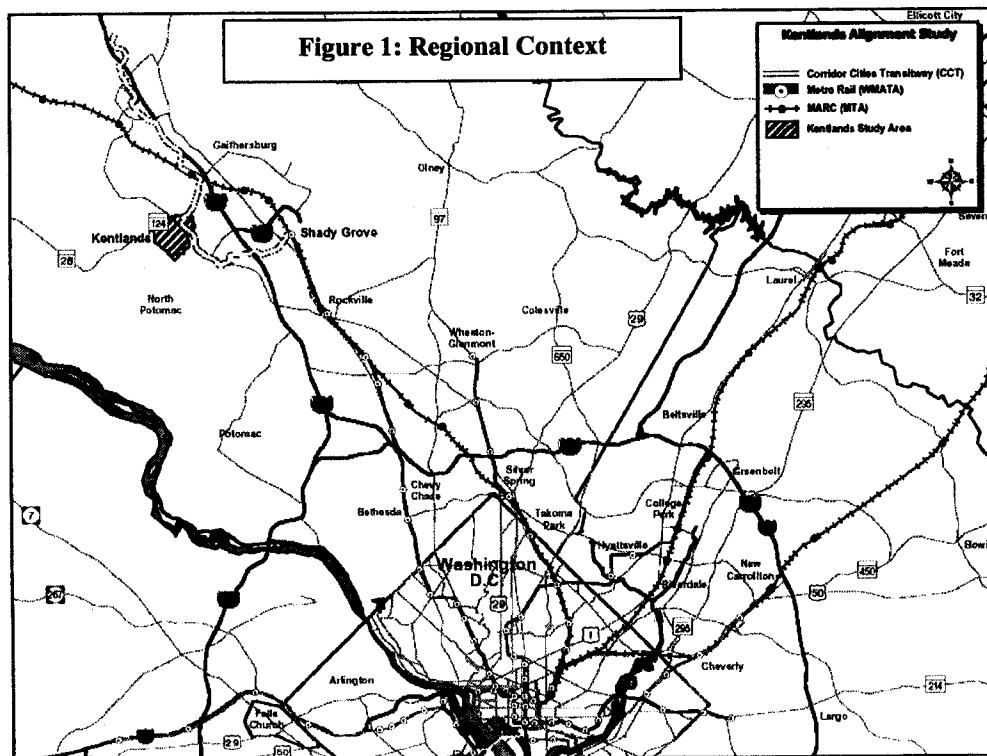 Ellicott City
Figure 1: Regional Context
Kentlands Alignment Study
Corridor Cities Transitway (CCT)
Metro Rail (WMATA)
MARC (MTA)
Kentlands Study Area
N
W
E
S
Gaithersburg
Olney
97
124
Kentlands
Shady Grove
28
Fort
Meade
Laurel
32
North
Potomac
Rockville
Colesville
29
Wheaton-
Glenmont
650
295
Beltsville
Potomac
Silver
Spring
Greenbelt
Chevy
Chase
Bethesda
Takoma
Park
College
Park
7
Hyattsville
Washington
D.C.
New
Carrollton
Riverdale
450
50
267
29
1
295
Cheverly
Arlington
214
Falls
Church
Largo
29
50